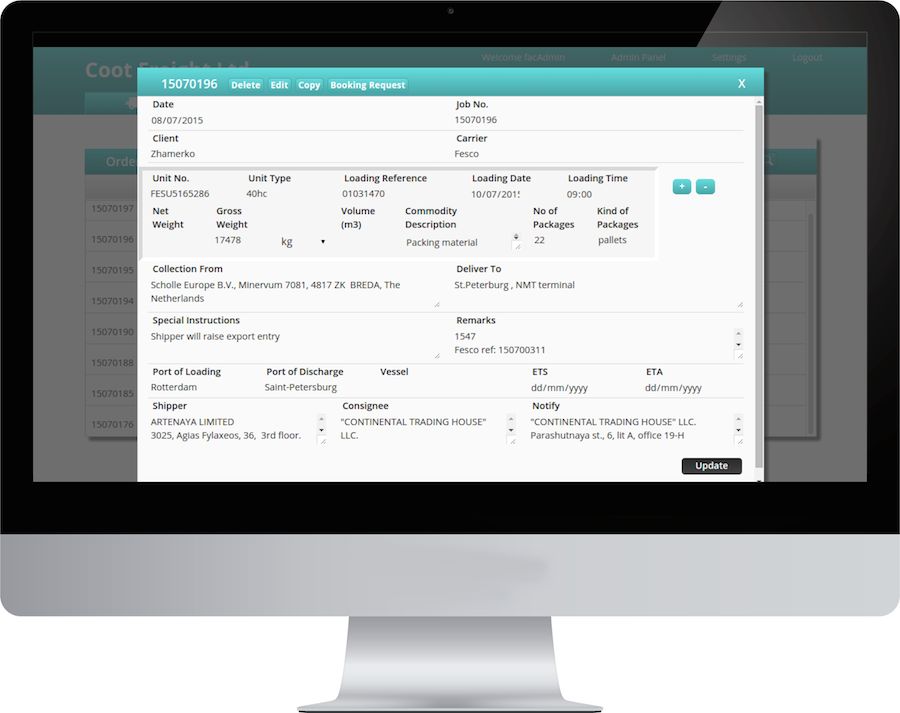 Coot Freight Ltd
Welcome facAdmin
Admin Panel
Settings
Logout
15070196
Delete
Edit
Copy
Booking Request
X
Date
Job No.
08/07/2015
15070196
Client
Carrier
Zhamerko
Fesco
Unit No.
Unit Type
Loading Reference
Loading Date
Loading Time
FESU5165286
40hc
01031470
10/07/2015
09:00
+
-
Net Weight
Gross Weight
Volume (m3)
Commodity Description
No of Packages
Kind of Packages
17478
kg
Packing material
22
pallets
Collection From
Deliver To
Scholle Europe B.V., Minervum 7081, 4817 ZK BREDA, The
Netherlands
St.Peterburg , NMT terminal
Special Instructions
Remarks
Shipper will raise export entry
1547
Fesco ref: 150700311
Port of Loading
Port of Discharge
Vessel
ETS
ETA
Rotterdam
Saint-Petersburg
dd/mm/yyyy
dd/mm/yyyy
Shipper
Consignee
Notify
ARTENAYA LIMITED
3025, Agias Fylaxeos, 36, 3rd floor.
"CONTINENTAL TRADING HOUSE"
LLC.
"CONTINENTAL TRADING HOUSE" LLC.
Parashutnaya st., 6, lit A, office 19-H
Update
Orde
15070197
15070196
15070195
15070194
15070190
15070188
15070185
15070176